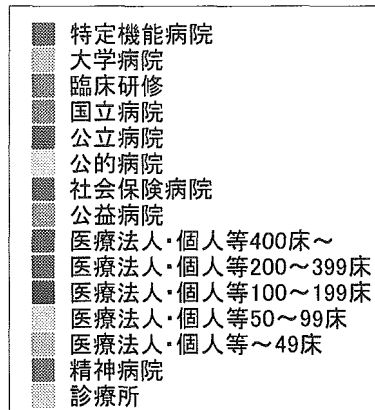 特定機能病院
大学病院
臨床研修
国立病院
公立病院
公的病院
社会保険病院
公益病院
医療法人・個人等400床～
医療法人・個人等200～399床
医療法人・個人等100～199床
医療法人・個人等50～99床
医療法人・個人等～49床
精神病院
診療所